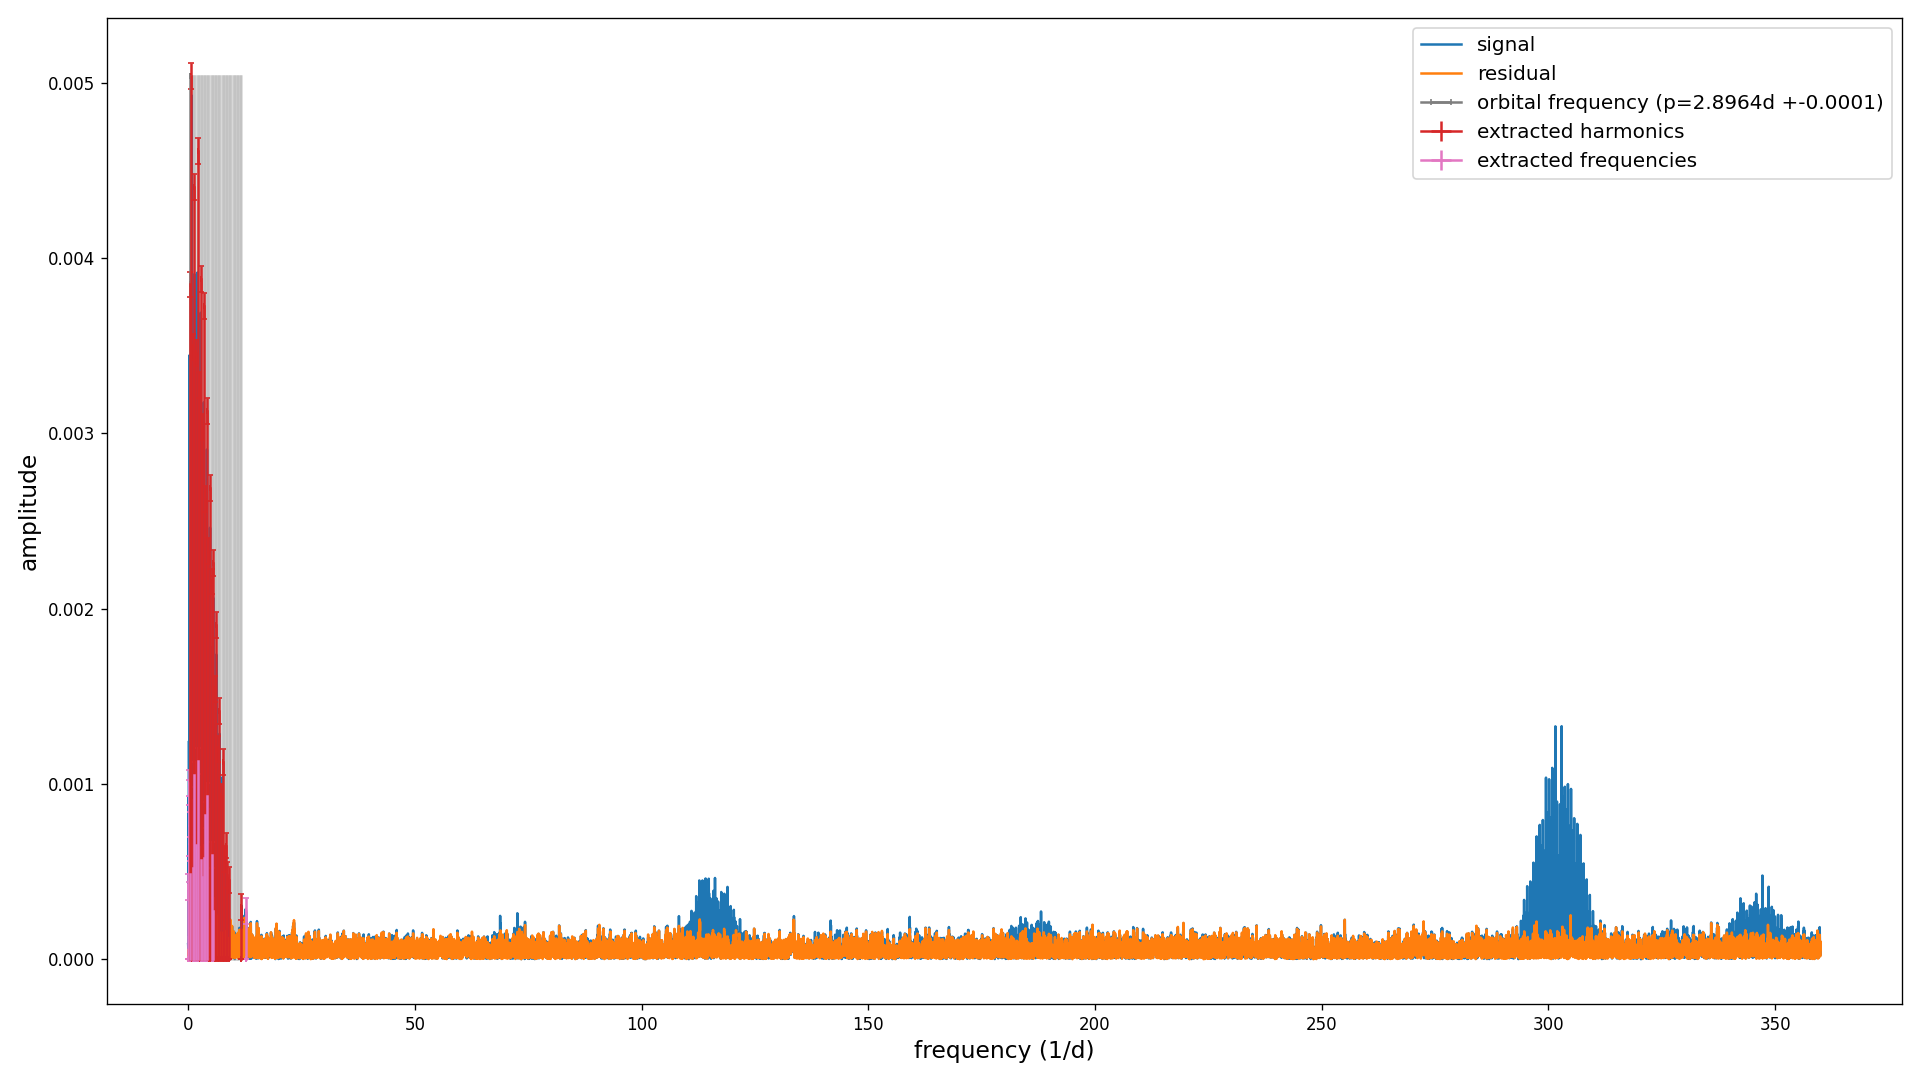 signal
residual
orbital frequency (p=2.8964d +-0.0001)
extracted harmonics
extracted frequencies
0.005
0.004
0.003
0.002
0.001
0.000
amplitude
0 50 100 150 200 250 300 350
frequency (1/d)